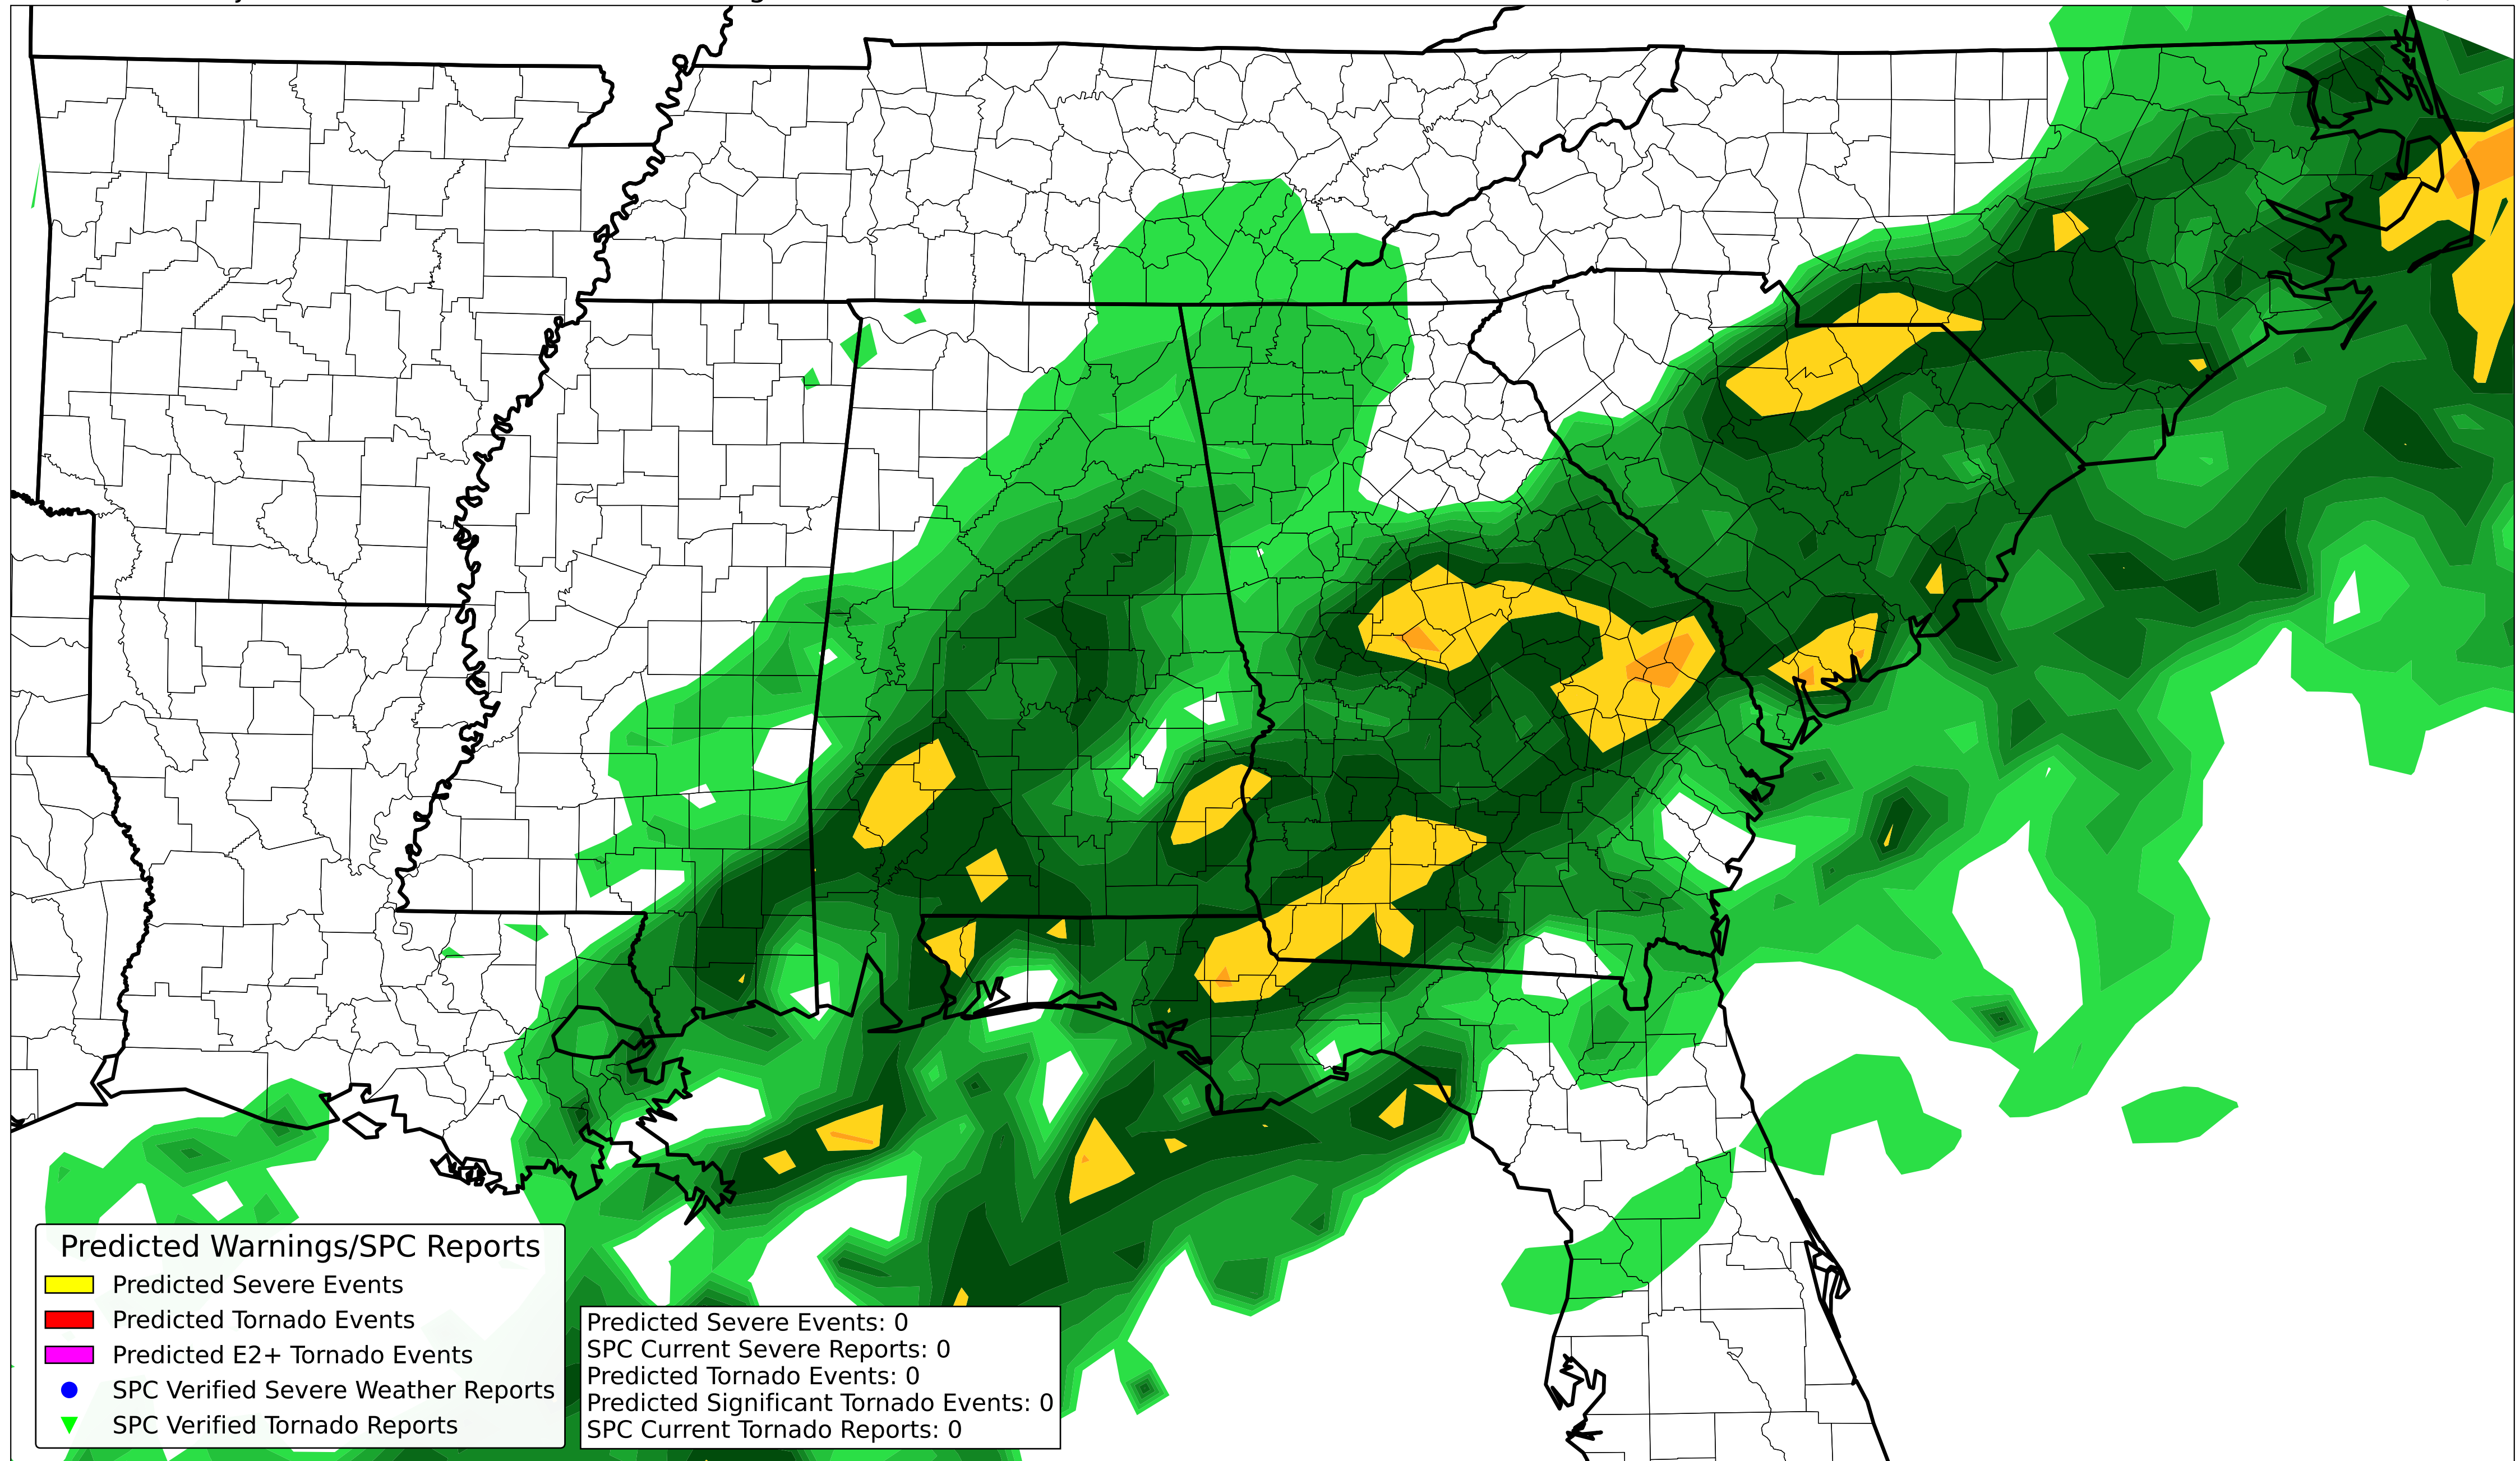 Predicted Warnings/SPC Reports
Predicted Severe Events
Predicted Tornado Events
Predicted E2+ Tornado Events
SPC Verified Severe Weather Reports
SPC Verified Tornado Reports
Predicted Severe Events: 0
SPC Current Severe Reports: 0
Predicted Tornado Events: 0
Predicted Significant Tornado Events: 0
SPC Current Tornado Reports: 0